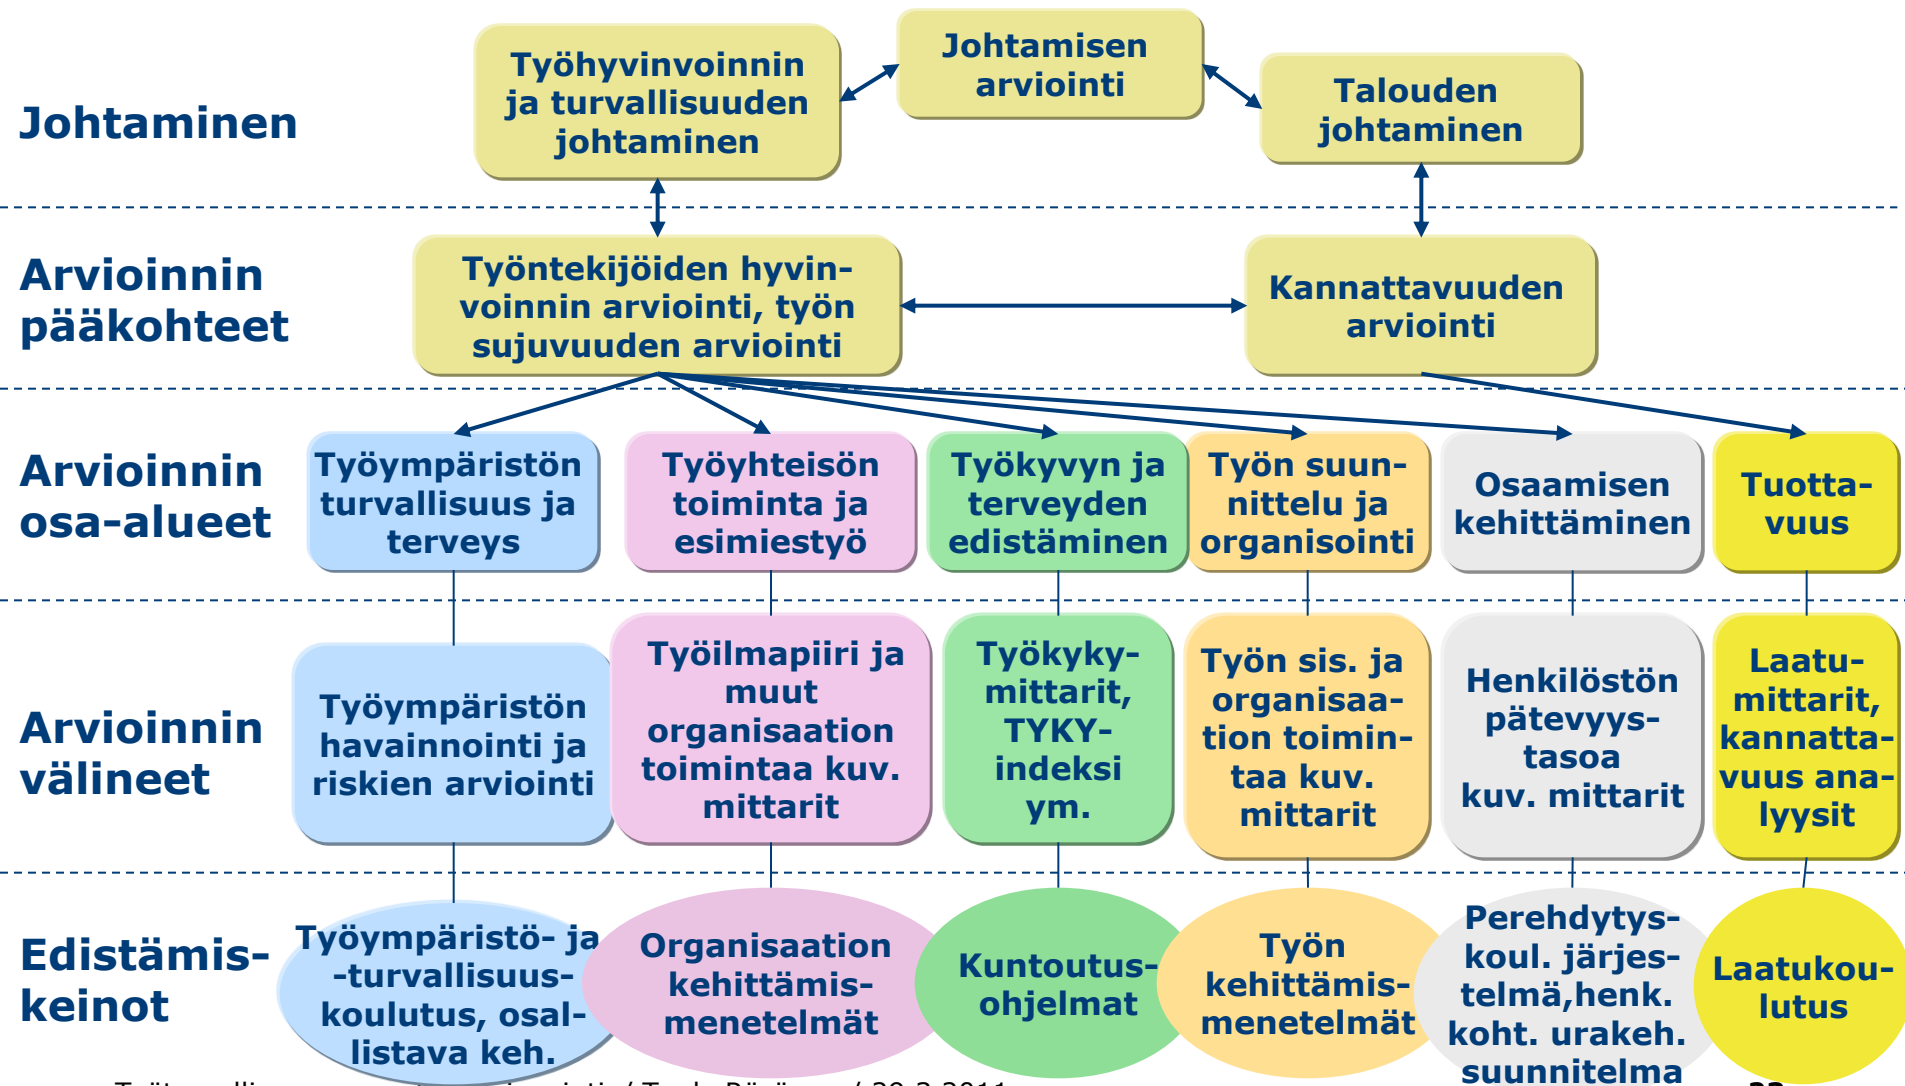 Johtaminen
Työhyvinvoinnin
ja turvallisuuden
johtaminen
Johtamisen
arviointi
Talouden
johtaminen
Arvioinnin
pääkohteet
Työntekijöiden hyvin-
voinnin arviointi, työn
sujuvuuden arviointi
Kannattavuuden
arviointi
Arvioinnin
osa-alueet
Työympäristön
turvallisuus ja
terveys
Työyhteisön
toiminta ja
esimiestyö
Työkyvyn ja
terveyden
edistäminen
Työn suun-
nittelu ja
organisointi
Osaamisen
kehittäminen
Tuotta-
vuus
Arvioinnin
välineet
Työympäristön
havainnointi ja
riskien arviointi
Työilmapiiri ja
muut
organisaation
toimintaa kuv.
mittarit
Työkyky-
mittarit,
TYKY-
indeksi
ym.
Työn sis. ja
organisaa-
tion toimin-
taa kuv.
mittarit
Henkilöstön
pätevyys-
tasoa
kuv. mittarit
Laatu-
mittarit,
kannatta-
vuus ana-
lyysit
Edistämis-
keinot
Työympäristö- ja
-turvallisuus-
koulutus, osal-
listava keh.
Organisaation
kehittämis-
menetelmät
Kuntoutus-
ohjelmat
Työn
kehittämis-
menetelmät
Perehdytys-
koul. järjes-
telmä,henk.
koht. urakeh.
suunnitelma
Laatukou-
lutus